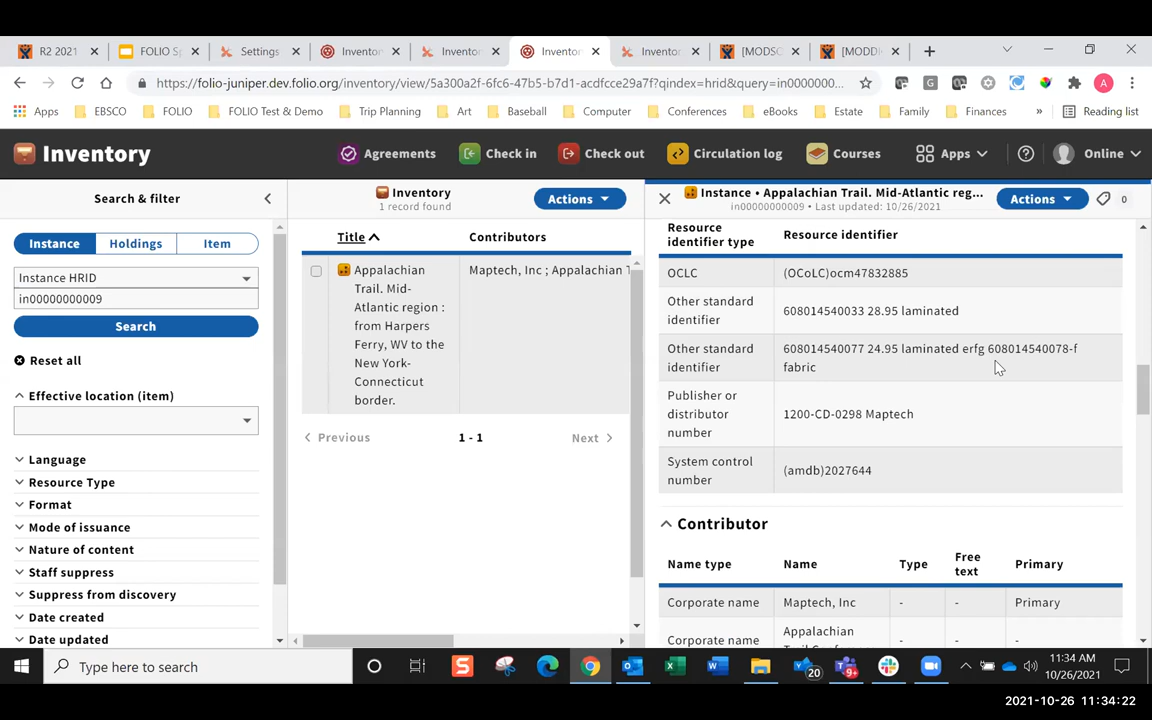 R2 2021
FOLIO Sp
Settings
Inventor
Inventor
Inventor
Inventor
[MODSO
[MODDI
https://folio-juniper.dev.folio.org/inventory/view/5a300a2f-6fc6-47b5-b7d1-acdfcce29a7f?qindex=hrid&query=in0000000...
G
A
Apps
EBSCO
FOLIO
FOLIO Test & Demo
Trip Planning
Art
Baseball
Computer
Conferences
eBooks
Estate
Family
Finances
»
Reading list
Inventory
Agreements
Check in
Check out
Circulation log
Courses
Apps
Online
Search & filter
Instance
Holdings
Item
Instance HRID
in00000000009
Search
Reset all
Effective location (item)
Language
Resource Type
Format
Mode of issuance
Nature of content
Staff suppress
Suppress from discovery
Date created
Date updated
Inventory
1 record found
Actions
Title
Contributors
Appalachian
Trail. Mid-
Atlantic region :
from Harpers
Ferry, WV to the
New York-
Connecticut
border.
Maptech, Inc ; Appalachian T
Previous
1 - 1
Next
Instance • Appalachian Trail. Mid-Atlantic reg...
in00000000009 • Last updated: 10/26/2021
Actions
0
Resource
identifier type
Resource identifier
OCLC
(OCoLC)ocm47832885
Other standard
identifier
608014540033 28.95 laminated
Other standard
identifier
608014540077 24.95 laminated erfg 608014540078-f
fabric
Publisher or
distributor
number
1200-CD-0298 Maptech
System control
number
(amdb)2027644
Contributor
Name type
Name
Type
Free
text
Primary
Corporate name
Maptech, Inc
-
-
Primary
Corporate name
Appalachian
-
-
-
Type here to search
S
20
9+
11:34 AM
10/26/2021
2021-10-26 11:34:22